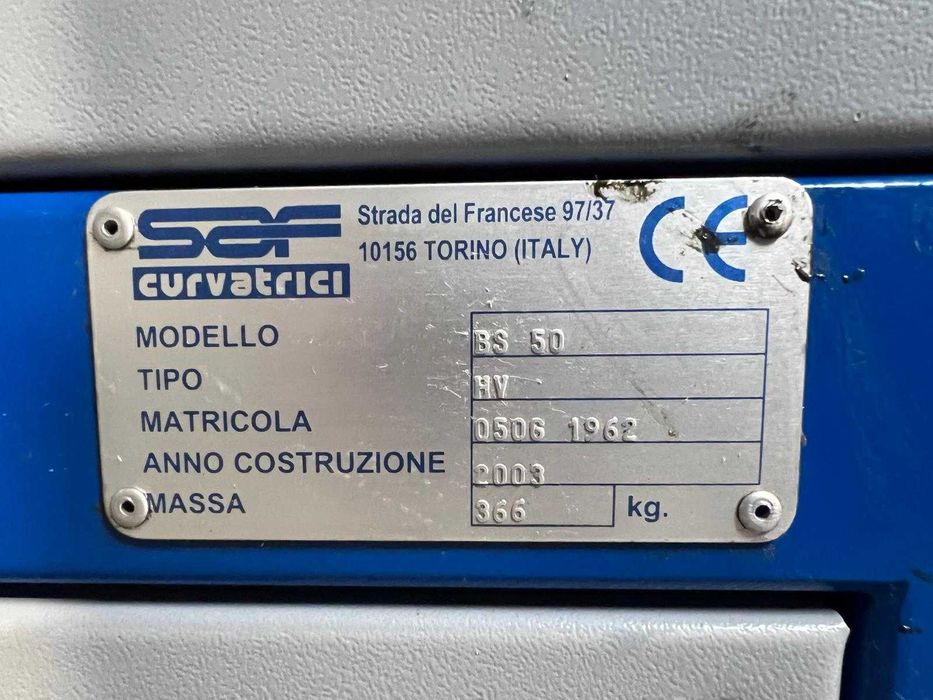 SAF
curvatrici
Strada del Francese 97/37
10156 TORINO (ITALY)
CE
MODELLO BS 50
TIPO HV
MATRICOLA 0506 1962
ANNO COSTRUZIONE 2003
MASSA 366 kg.